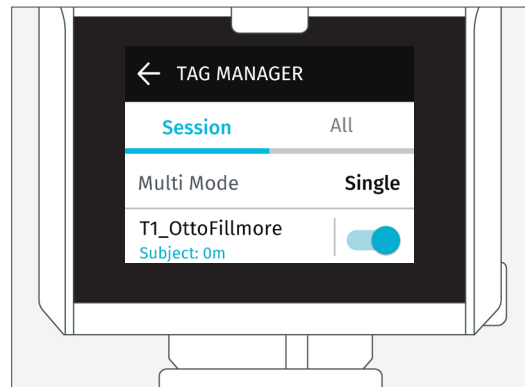 ← TAG MANAGER
Session All
Multi Mode Single
T1_OttoFillmore
Subject: 0m